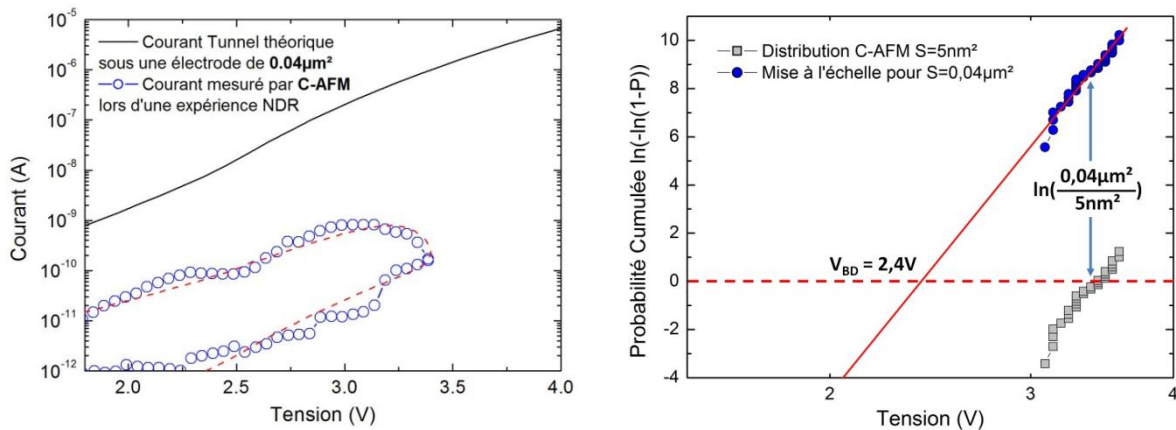 10⁻⁵
10⁻⁶
10⁻⁷
10⁻⁸
10⁻⁹
10⁻¹⁰
10⁻¹¹
10⁻¹²
Courant (A)
Courant Tunnel théorique
sous une électrode de 0.04µm²
Courant mesuré par C-AFM
lors d'une expérience NDR
2.0 2.5 3.0 3.5 4.0
Tension (V)
10
8
6
4
2
0
-2
-4
Probabilité Cumulée ln(-ln(1-P))
Distribution C-AFM S=5nm²
Mise à l'échelle pour S=0,04µm²
ln(0,04µm²/5nm²)
V_BD = 2,4V
2 3 4
Tension (V)